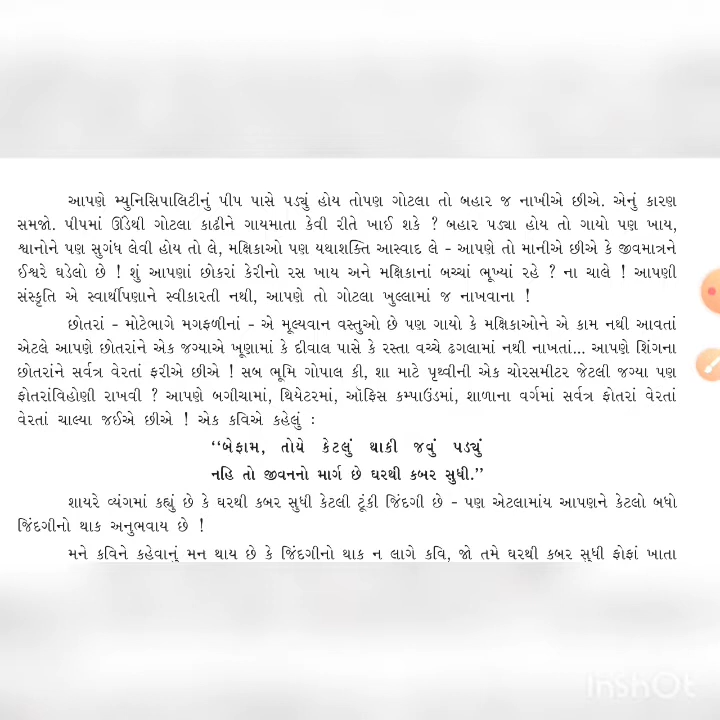 આપણે મ્યુનિસિપાલિટીનું પીપ પાસે પડ્યું હોય તોપણ ગોટલા તો બહાર જ નાખીએ છીએ. એનું કારણ
સમજો. પીપમાં ઊંડેથી ગોટલા કાઢીને ગાયમાતા કેવી રીતે ખાઈ શકે ? બહાર પડ્યા હોય તો ગાયો પણ ખાય,
શ્વાનોને પણ સુગંધ લેવી હોય તો લે, મક્ષિકાઓ પણ યથાશક્તિ આસ્વાદ લે - આપણે તો માનીએ છીએ કે જીવમાત્રને
ઈશ્વરે ઘડેલો છે ! શું આપણાં છોકરાં કેરીનો રસ ખાય અને મક્ષિકાનાં બચ્ચાં ભૂખ્યાં રહે ? ના ચાલે ! આપણી
સંસ્કૃતિ એ સ્વાર્થીપણાને સ્વીકારતી નથી, આપણે તો ગોટલા ખુલ્લામાં જ નાખવાના !
છોતરાં - મોટેભાગે મગફળીનાં - એ મૂલ્યવાન વસ્તુઓ છે પણ ગાયો કે મક્ષિકાઓને એ કામ નથી આવતાં
એટલે આપણે છોતરાંને એક જગ્યાએ ખૂણામાં કે દીવાલ પાસે કે રસ્તા વચ્ચે ઢગલામાં નથી નાખતાં... આપણે શિંગના
છોતરાંને સર્વત્ર વેરતાં ફરીએ છીએ ! સબ ભૂમિ ગોપાલ કી, શા માટે પૃથ્વીની એક ચોરસમીટર જેટલી જગ્યા પણ
ફોતરાંવિહોણી રાખવી ? આપણે બગીચામાં, થિયેટરમાં, ઑફિસ કમ્પાઉંડમાં, શાળાના વર્ગમાં સર્વત્ર ફોતરાં વેરતાં
વેરતાં ચાલ્યા જઈએ છીએ ! એક કવિએ કહેલું :
‘‘બેફામ, તોયે કેટલું થાકી જવું પડ્યું
નહિ તો જીવનનો માર્ગ છે ઘરથી કબર સુધી.’’
શાયરે વ્યંગમાં કહ્યું છે કે ઘરથી કબર સુધી કેટલી ટૂંકી જિંદગી છે - પણ એટલામાંય આપણને કેટલો બધો
જિંદગીનો થાક અનુભવાય છે !
મને કવિને કહેવાનું મન થાય છે કે જિંદગીનો થાક ન લાગે કવિ, જો તમે ઘરથી કબર સુધી ફોફાં ખાતા
InShOt